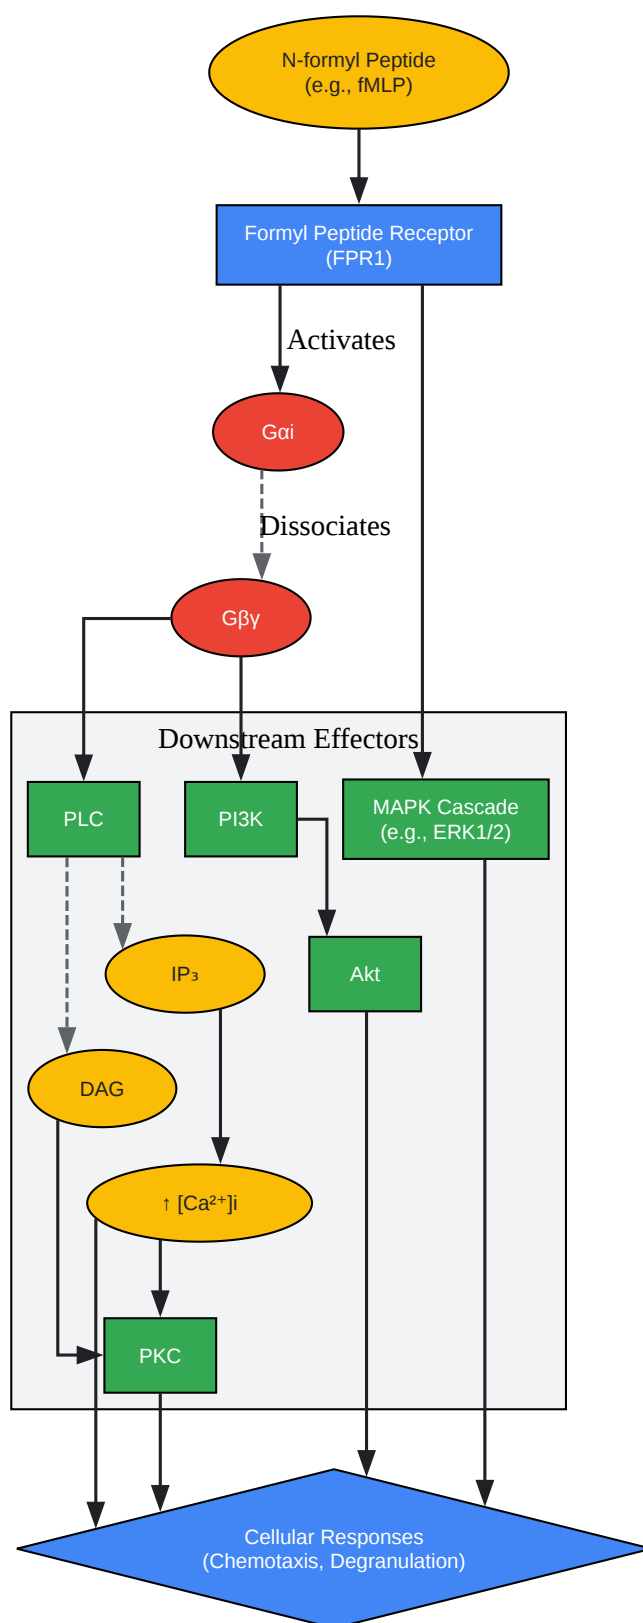 N-formyl Peptide
(e.g., fMLP)
Formyl Peptide Receptor
(FPR1)
Activates
Gαi
Dissociates
Gβγ
Downstream Effectors
PLC
PI3K
MAPK Cascade
(e.g., ERK1/2)
IP₃
Akt
DAG
↑ [Ca²⁺]i
PKC
Cellular Responses
(Chemotaxis, Degranulation)